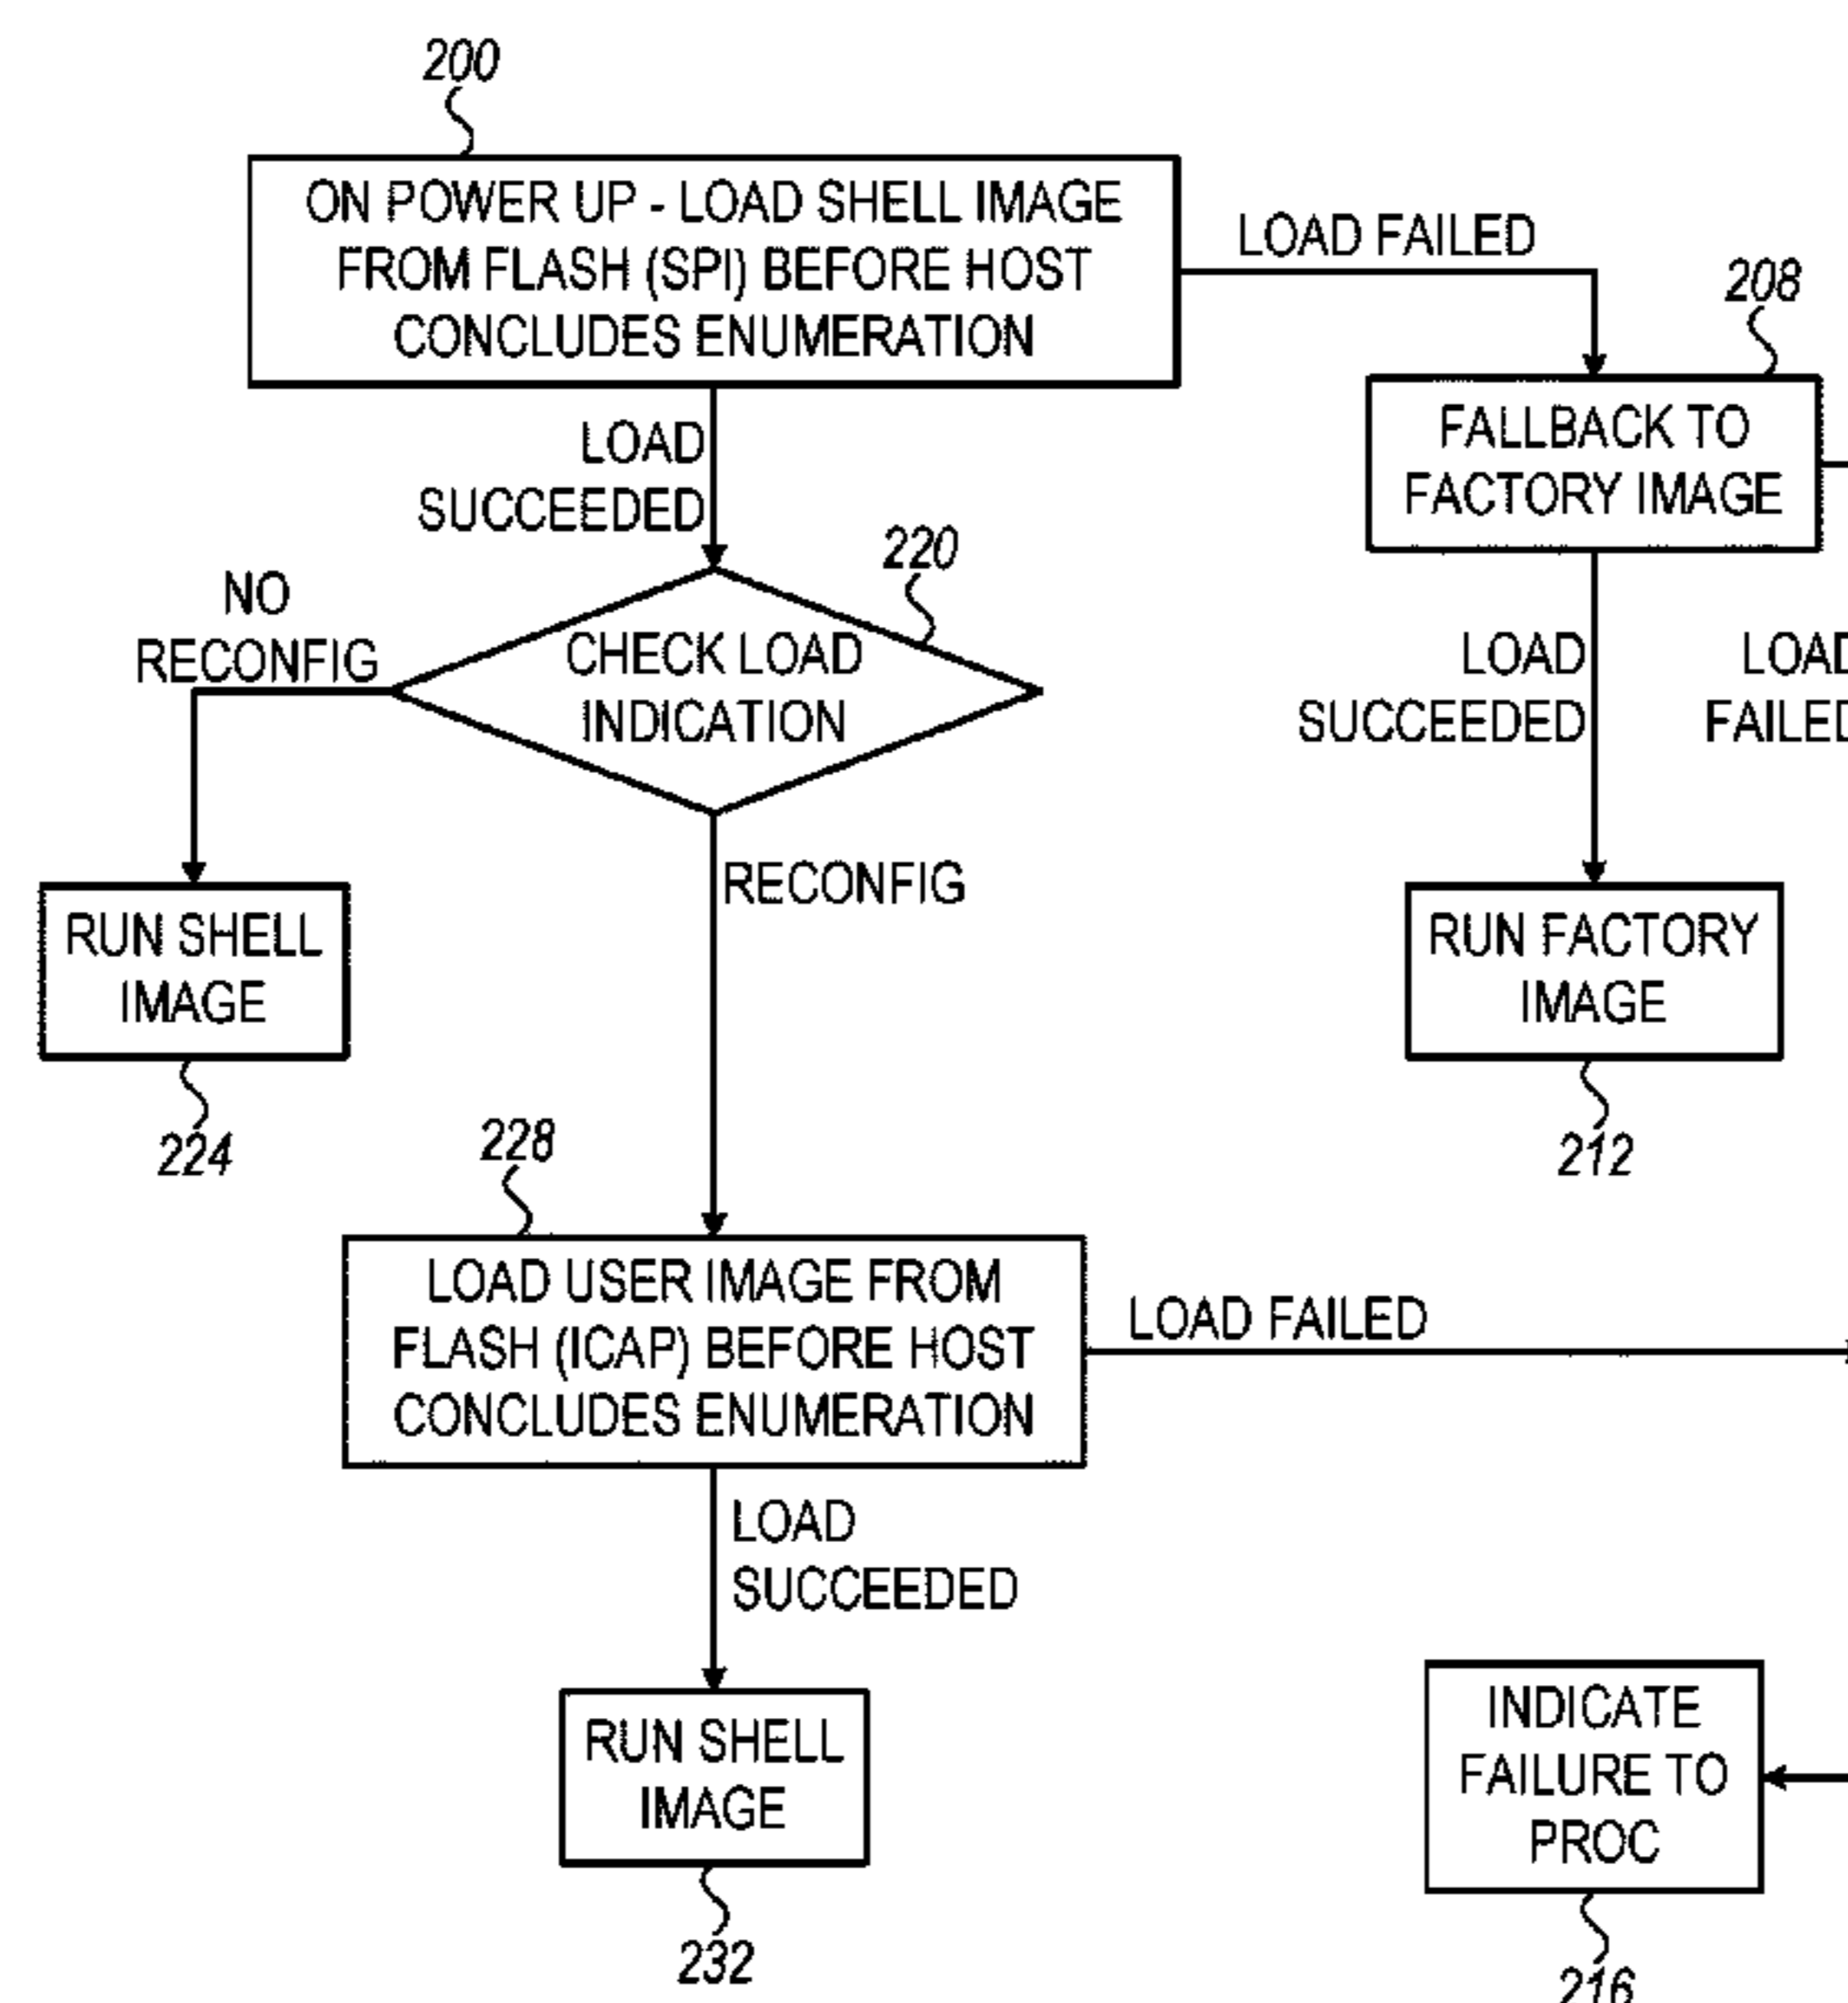 200
ON POWER UP - LOAD SHELL IMAGE
FROM FLASH (SPI) BEFORE HOST
CONCLUDES ENUMERATION
LOAD FAILED
208
FALLBACK TO
FACTORY IMAGE
LOAD
SUCCEEDED
220
NO
RECONFIG
CHECK LOAD
INDICATION
LOAD
SUCCEEDED
LOAD
FAILED
RECONFIG
RUN SHELL
IMAGE
224
RUN FACTORY
IMAGE
212
228
LOAD USER IMAGE FROM
FLASH (ICAP) BEFORE HOST
CONCLUDES ENUMERATION
LOAD FAILED
LOAD
SUCCEEDED
RUN SHELL
IMAGE
232
INDICATE
FAILURE TO
PROC
216